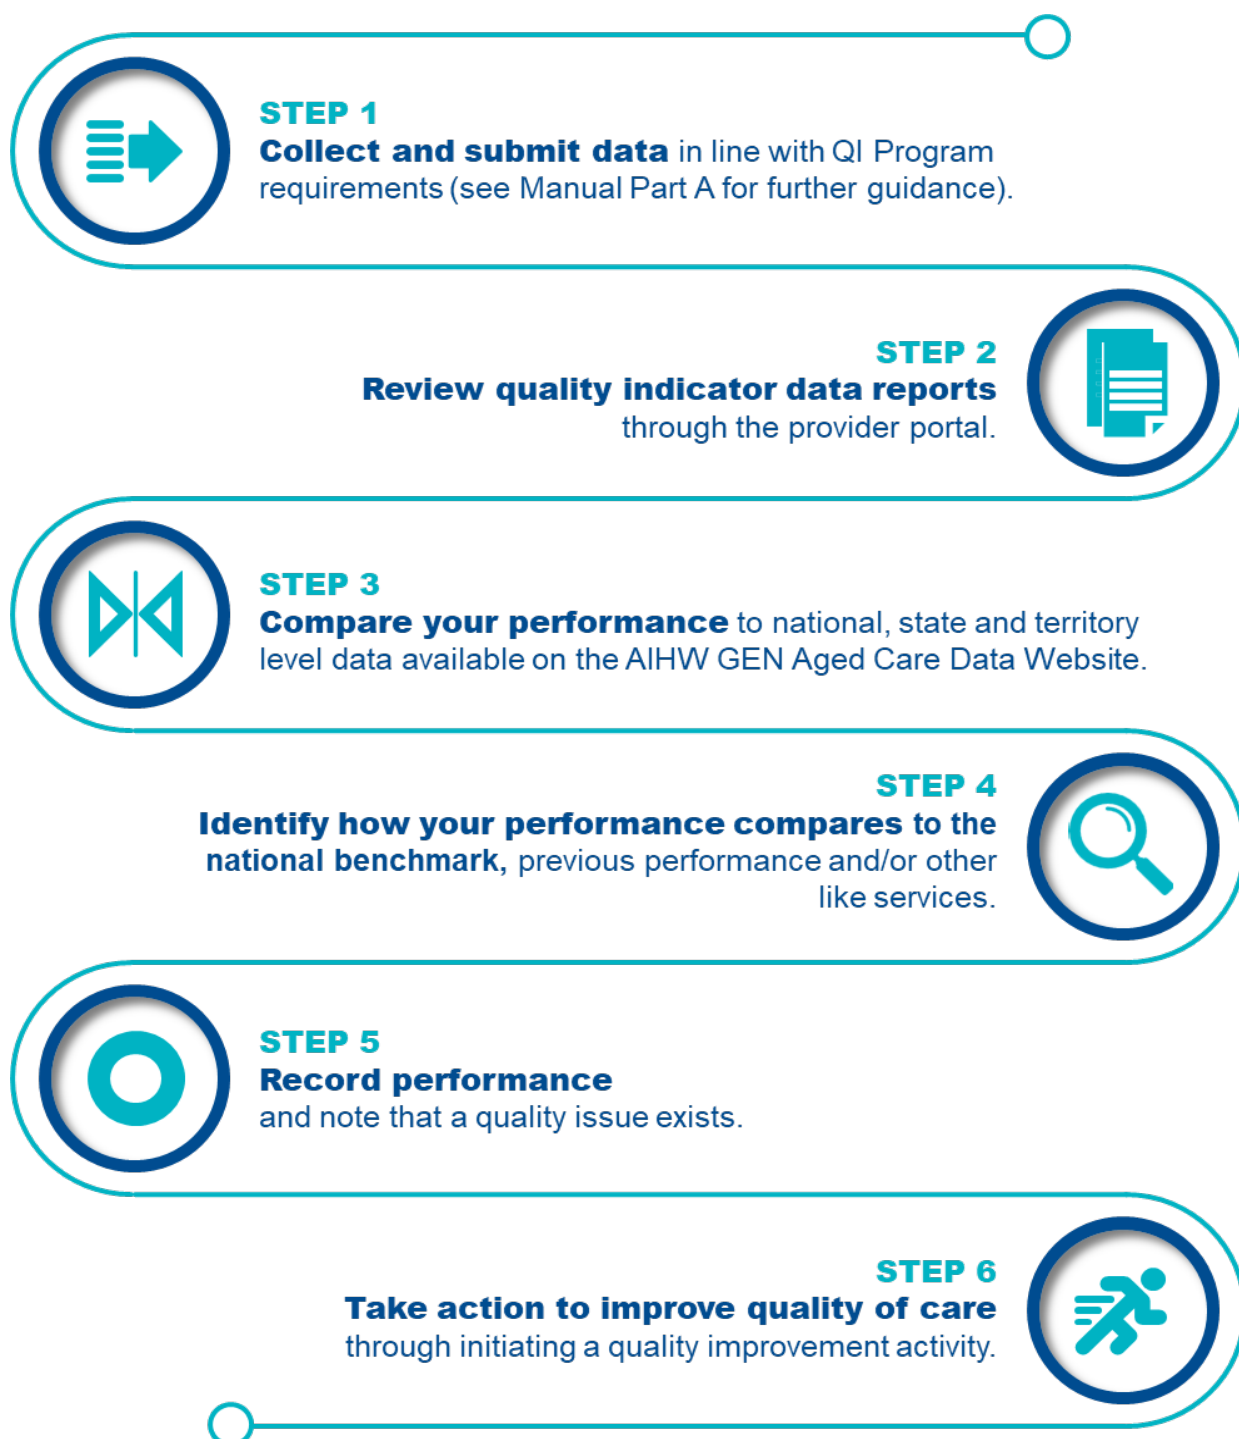 STEP 1
Collect and submit data in line with QI Program
requirements (see Manual Part A for further guidance).
STEP 2
Review quality indicator data reports
through the provider portal.
STEP 3
Compare your performance to national, state and territory
level data available on the AIHW GEN Aged Care Data Website.
STEP 4
Identify how your performance compares to the
national benchmark, previous performance and/or other
like services.
STEP 5
Record performance
and note that a quality issue exists.
STEP 6
Take action to improve quality of care
through initiating a quality improvement activity.